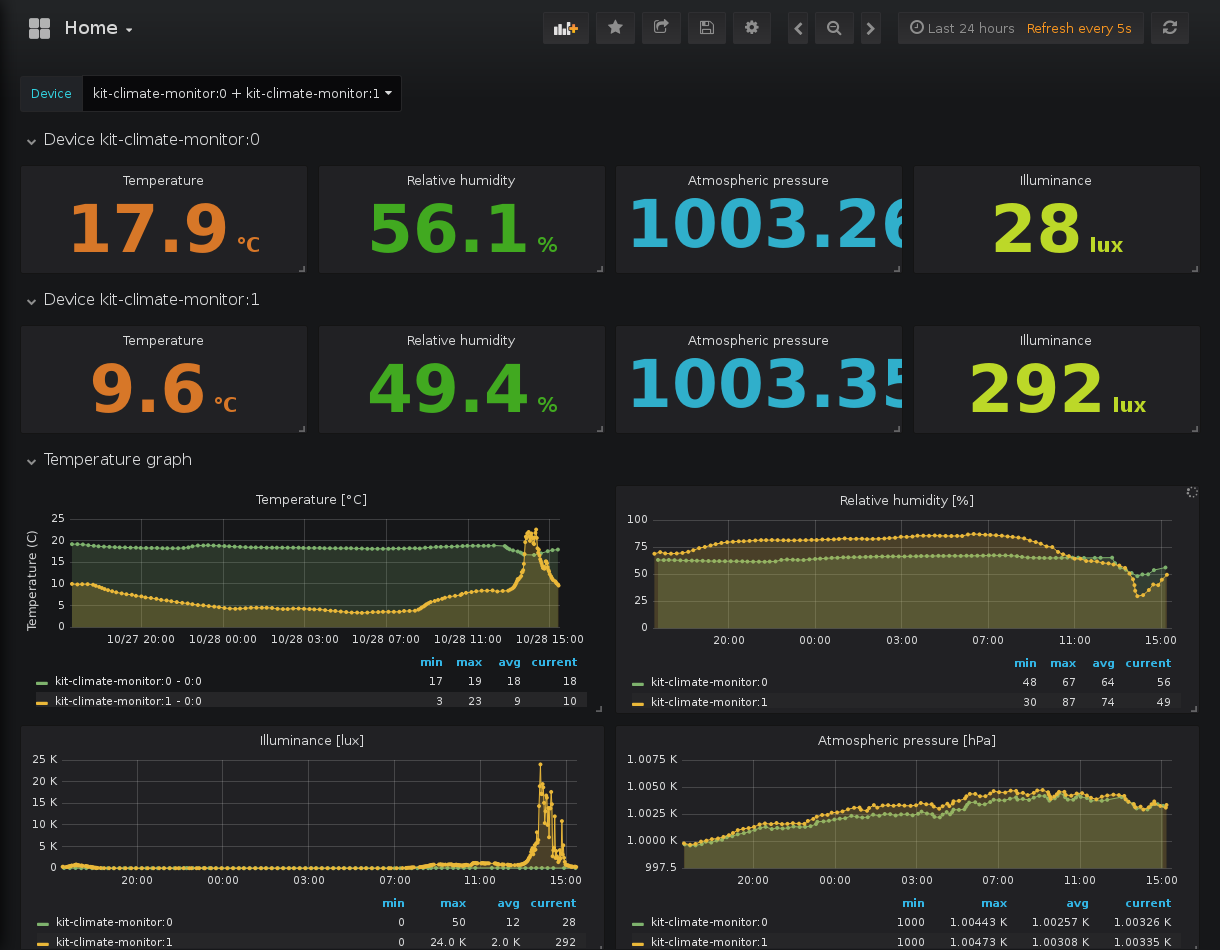 Home
Last 24 hours Refresh every 5s
Device kit-climate-monitor:0 + kit-climate-monitor:1
Device kit-climate-monitor:0
Temperature Relative humidity Atmospheric pressure Illuminance
17.9 °C 56.1 % 1003.26 28 lux
Device kit-climate-monitor:1
Temperature Relative humidity Atmospheric pressure Illuminance
9.6 °C 49.4 % 1003.35 292 lux
Temperature graph
Temperature [°C]
Temperature (C)
25
20
15
10
5
0
10/27 20:00 10/28 00:00 10/28 03:00 10/28 07:00 10/28 11:00 10/28 15:00
min max avg current
kit-climate-monitor:0 - 0:0 17 19 18 18
kit-climate-monitor:1 - 0:0 3 23 9 10
Relative humidity [%]
100
75
50
25
0
20:00 00:00 03:00 07:00 11:00 15:00
min max avg current
kit-climate-monitor:0 48 67 64 56
kit-climate-monitor:1 30 87 74 49
Illuminance [lux]
25 K
20 K
15 K
10 K
5 K
0
20:00 00:00 03:00 07:00 11:00 15:00
min max avg current
kit-climate-monitor:0 0 50 12 28
kit-climate-monitor:1 0 24.0 K 2.0 K 292
Atmospheric pressure [hPa]
1.0075 K
1.0050 K
1.0025 K
1.0000 K
997.5
20:00 00:00 03:00 07:00 11:00 15:00
min max avg current
kit-climate-monitor:0 1000 1.00443 K 1.00257 K 1.00326 K
kit-climate-monitor:1 1000 1.00473 K 1.00308 K 1.00335 K